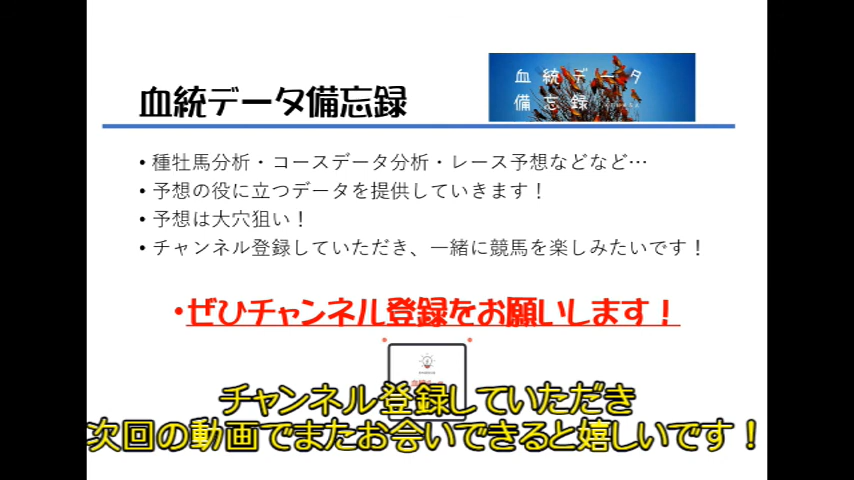 血統データ備忘録
血統データ
備忘録
• 種牡馬分析・コースデータ分析・レース予想などなど…
• 予想の役に立つデータを提供していきます！
• 予想は大穴狙い！
• チャンネル登録していただき、一緒に競馬を楽しみたいです！
•ぜひチャンネル登録をお願いします！
チャンネル登録していただき
次回の動画でまたお会いできると嬉しいです！